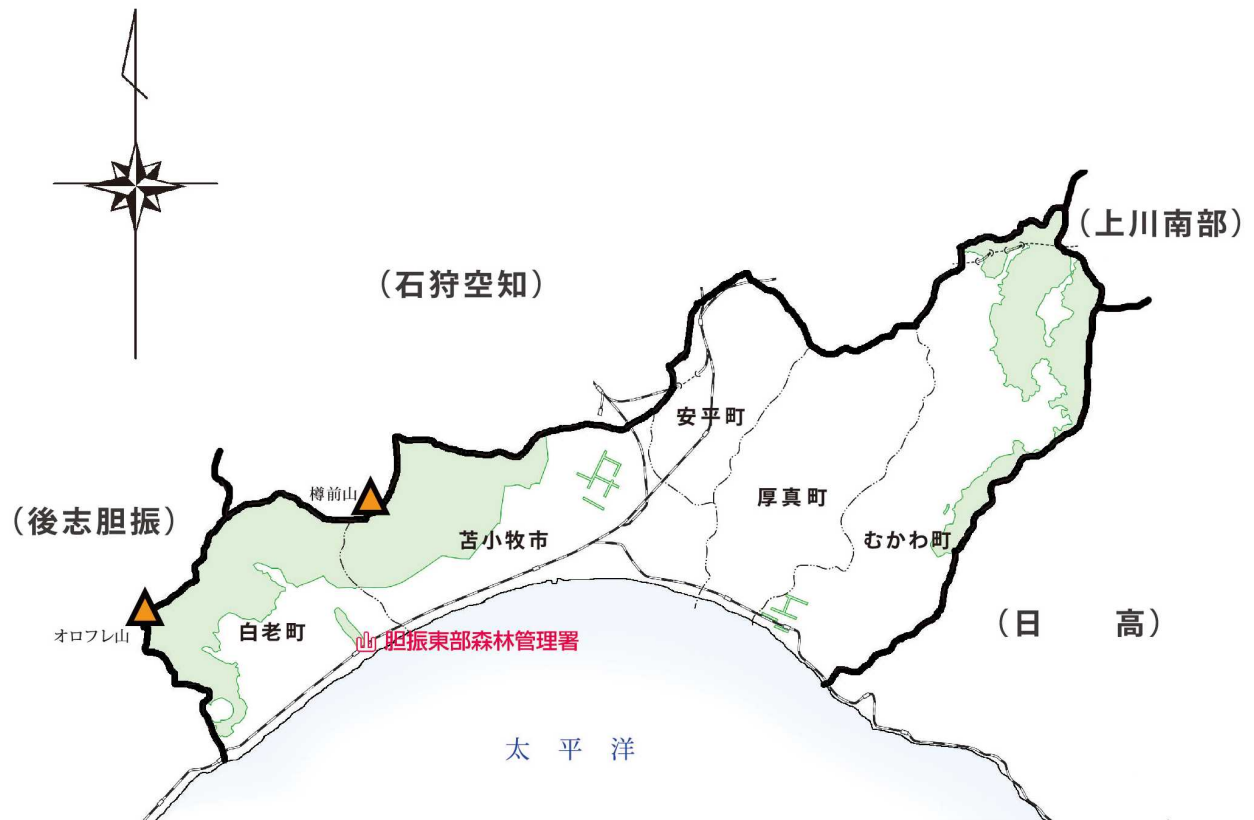 （上川南部）
（石狩空知）
安平町
樽前山
厚真町
（後志胆振）
苫小牧市
むかわ町
オロフレ山
白老町
胆振東部森林管理署
（日　高）
太 平 洋